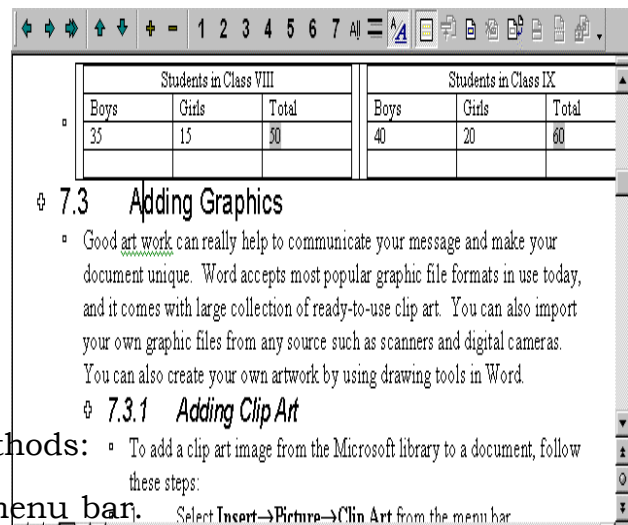 1 2 3 4 5 6 7 All
Students in Class VIII Students in Class IX
Boys Girls Total Boys Girls Total
35 15 50 40 20 60
7.3 Adding Graphics
Good art work can really help to communicate your message and make your
document unique. Word accepts most popular graphic file formats in use today,
and it comes with large collection of ready-to-use clip art. You can also import
your own graphic files from any source such as scanners and digital cameras.
You can also create your own artwork by using drawing tools in Word.
7.3.1 Adding Clip Art
thods:
To add a clip art image from the Microsoft library to a document, follow
these steps:
menu bar.
Select Insert→Picture→Clip Art from the menu bar